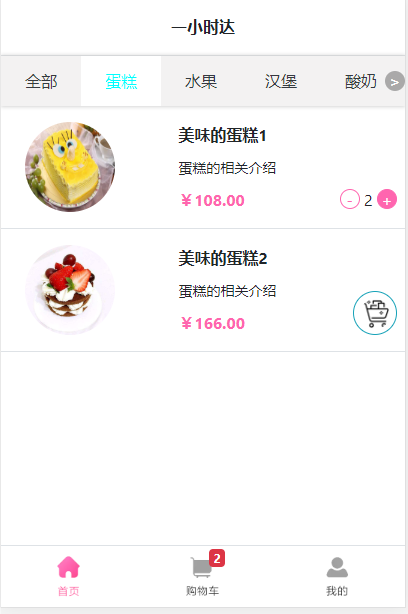 一小时达
全部 蛋糕 水果 汉堡 酸奶 >
美味的蛋糕1
蛋糕的相关介绍
￥108.00 - 2 +
美味的蛋糕2
蛋糕的相关介绍
￥166.00
2
首页 购物车 我的